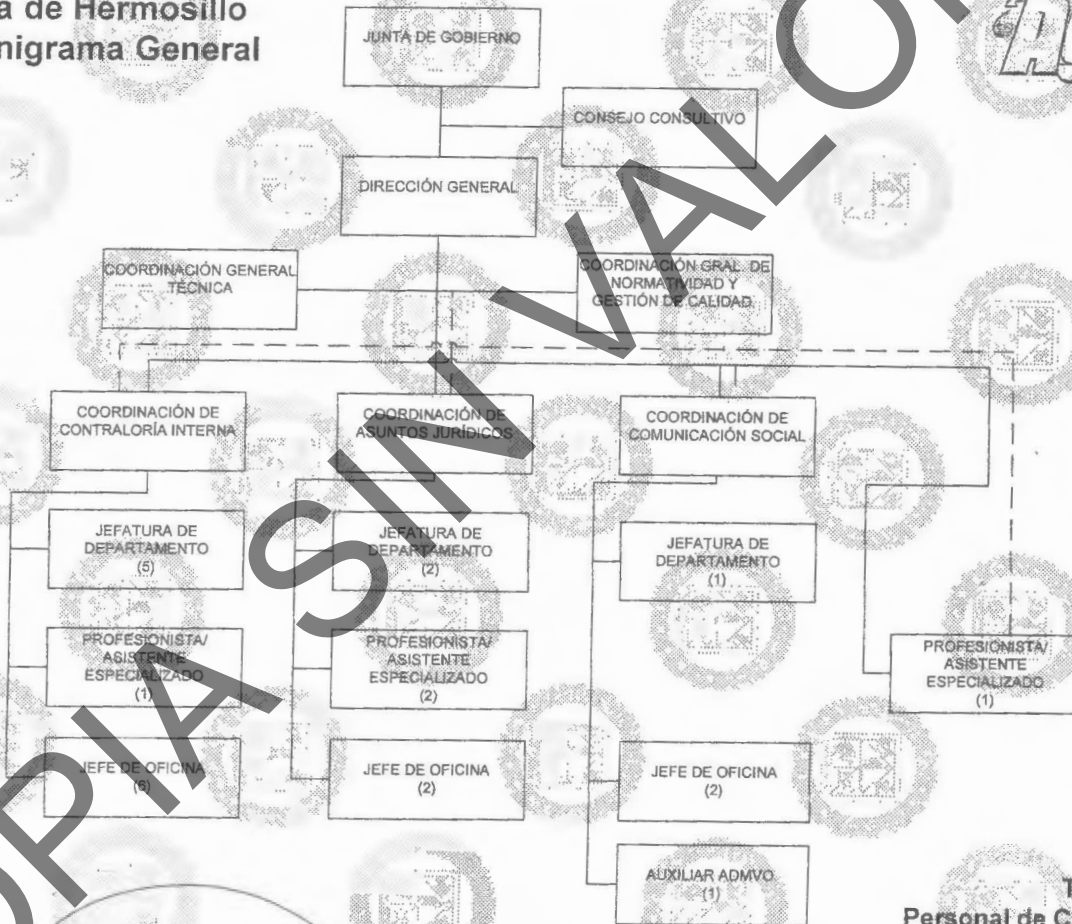 a de Hermosillo
nigrama General
JUNTA DE GOBIERNO
CONSEJO CONSULTIVO
DIRECCIÓN GENERAL
COORDINACIÓN GENERAL
TÉCNICA
COORDINACIÓN GRAL. DE
NORMATIVIDAD Y
GESTIÓN DE CALIDAD.
COORDINACIÓN DE
CONTRALORÍA INTERNA
COORDINACIÓN DE
ASUNTOS JURÍDICOS
COORDINACIÓN DE
COMUNICACIÓN SOCIAL
JEFATURA DE
DEPARTAMENTO
(5)
JEFATURA DE
DEPARTAMENTO
(2)
JEFATURA DE
DEPARTAMENTO
(1)
PROFESIONISTA/
ASISTENTE
ESPECIALIZADO
(1)
PROFESIONISTA/
ASISTENTE
ESPECIALIZADO
(2)
PROFESIONISTA/
ASISTENTE
ESPECIALIZADO
(1)
JEFE DE OFICINA
(6)
JEFE DE OFICINA
(2)
JEFE DE OFICINA
(2)
AUXILIAR ADMVO.
(1)
T
Personal de C
OPIA SIN VALOR